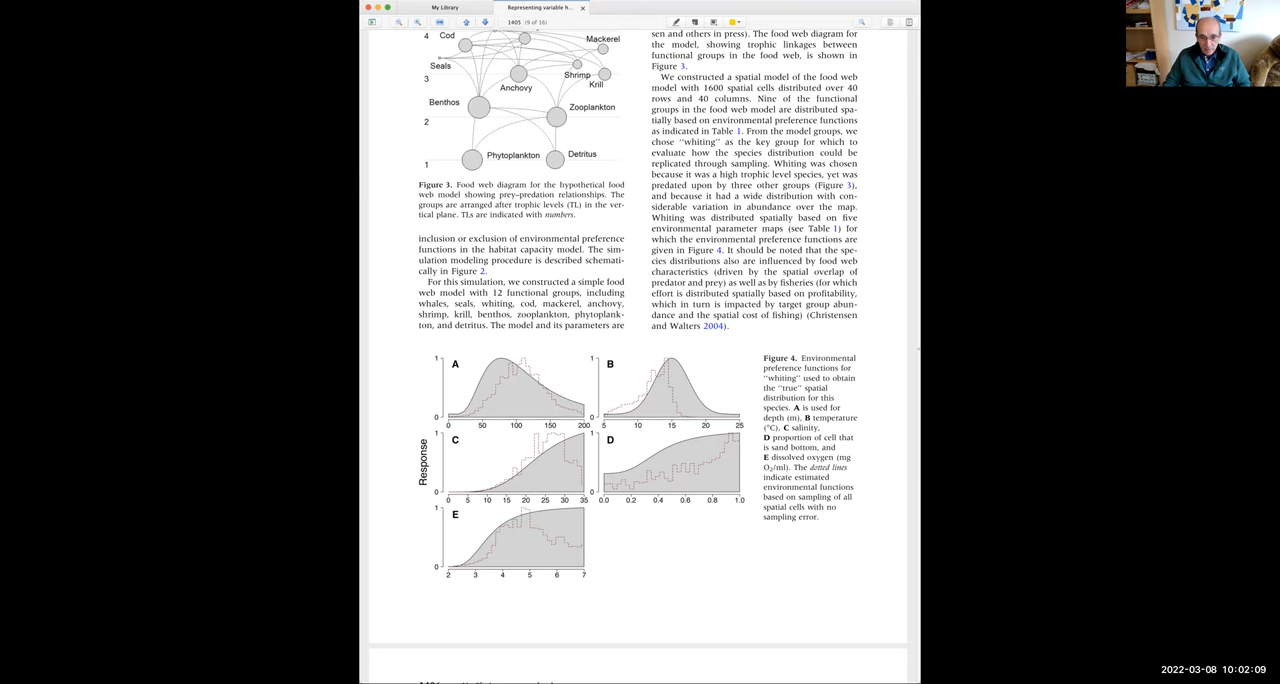 My Library
Representing variable h...
1405 (9 of 16)
4
Cod
Mackerel
Seals
3
Shrimp
Krill
Anchovy
Benthos
Zooplankton
2
Phytoplankton
Detritus
1
Figure 3. Food web diagram for the hypothetical food
web model showing prey–predation relationships. The
groups are arranged after trophic levels (TL) in the ver-
tical plane. TLs are indicated with numbers.
inclusion or exclusion of environmental preference
functions in the habitat capacity model. The sim-
ulation modeling procedure is described schemati-
cally in Figure 2.
For this simulation, we constructed a simple food
web model with 12 functional groups, including
whales, seals, whiting, cod, mackerel, anchovy,
shrimp, krill, benthos, zooplankton, phytoplank-
ton, and detritus. The model and its parameters are
sen and others in press). The food web diagram for
the model, showing trophic linkages between
functional groups in the food web, is shown in
Figure 3.
We constructed a spatial model of the food web
model with 1600 spatial cells distributed over 40
rows and 40 columns. Nine of the functional
groups in the food web model are distributed spa-
tially based on environmental preference functions
as indicated in Table 1. From the model groups, we
chose ‘‘whiting’’ as the key group for which to
evaluate how the species distribution could be
replicated through sampling. Whiting was chosen
because it was a high trophic level species, yet was
predated upon by three other groups (Figure 3),
and because it had a wide distribution with con-
siderable variation in abundance over the map.
Whiting was distributed spatially based on five
environmental parameter maps (see Table 1) for
which the environmental preference functions are
given in Figure 4. It should be noted that the spe-
cies distributions also are influenced by food web
characteristics (driven by the spatial overlap of
predator and prey) as well as by fisheries (for which
effort is distributed spatially based on profitability,
which in turn is impacted by target group abun-
dance and the spatial cost of fishing) (Christensen
and Walters 2004).
Response
1
A
0
0 50 100 150 200
1
B
0
5 10 15 20 25
1
C
0
0 5 10 15 20 25 30 35
1
D
0
0.0 0.2 0.4 0.6 0.8 1.0
1
E
0
2 3 4 5 6 7
Figure 4. Environmental
preference functions for
‘‘whiting’’ used to obtain
the ‘‘true’’ spatial
distribution for this
species. A is used for
depth (m), B temperature
(°C), C salinity,
D proportion of cell that
is sand bottom, and
E dissolved oxygen (mg
O2/ml). The dotted lines
indicate estimated
environmental functions
based on sampling of all
spatial cells with no
sampling error.
2022-03-08 10:02:09